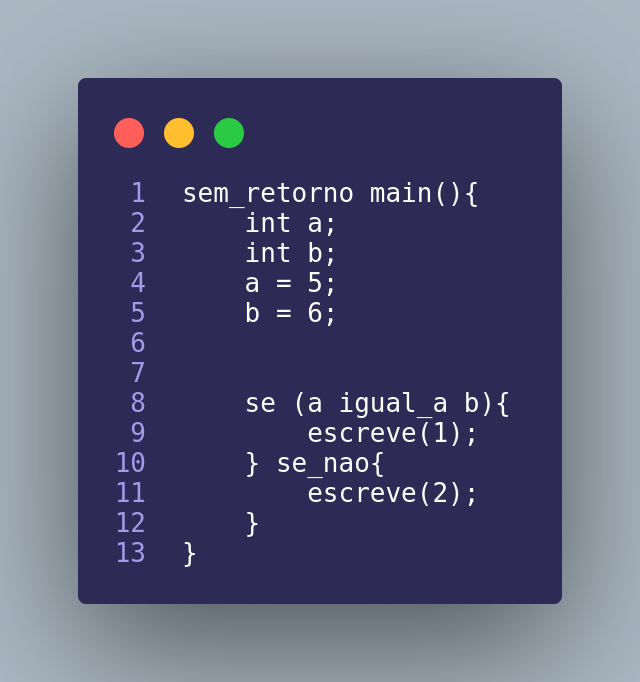 1 sem_retorno main(){
2     int a;
3     int b;
4     a = 5;
5     b = 6;
6
7
8     se (a igual_a b){
9         escreve(1);
10     } se_nao{
11         escreve(2);
12     }
13 }